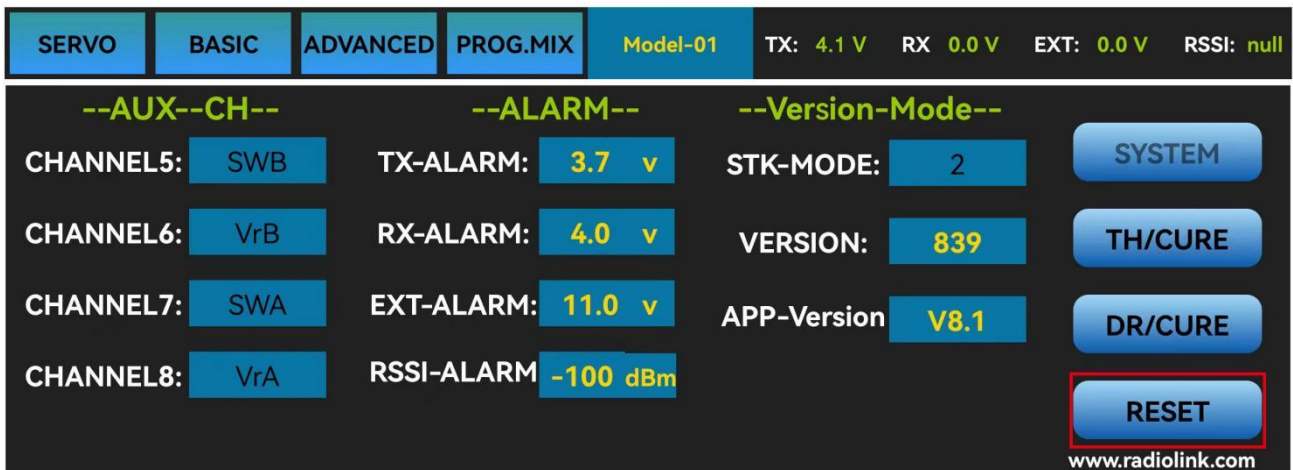 SERVO BASIC ADVANCED PROG.MIX Model-01 TX: 4.1 V RX 0.0 V EXT: 0.0 V RSSI: null
--AUX--CH-- --ALARM-- --Version-Mode--
CHANNEL5: SWB TX-ALARM: 3.7 v STK-MODE: 2 SYSTEM
CHANNEL6: VrB RX-ALARM: 4.0 v VERSION: 839 TH/CURE
CHANNEL7: SWA EXT-ALARM: 11.0 v APP-Version V8.1 DR/CURE
CHANNEL8: VrA RSSI-ALARM -100 dBm RESET
www.radiolink.com